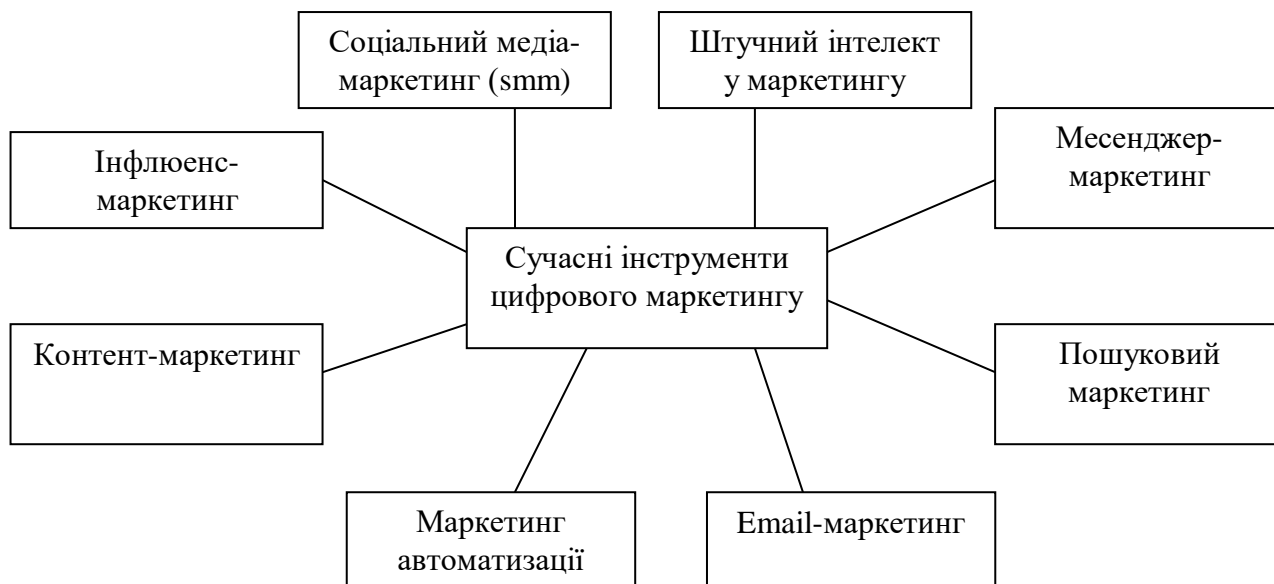 Соціальний медіа-
маркетинг (smm)
Штучний інтелект
у маркетингу
Інфлюенс-
маркетинг
Месенджер-
маркетинг
Сучасні інструменти
цифрового маркетингу
Контент-маркетинг
Пошуковий
маркетинг
Маркетинг
автоматизації
Email-маркетинг